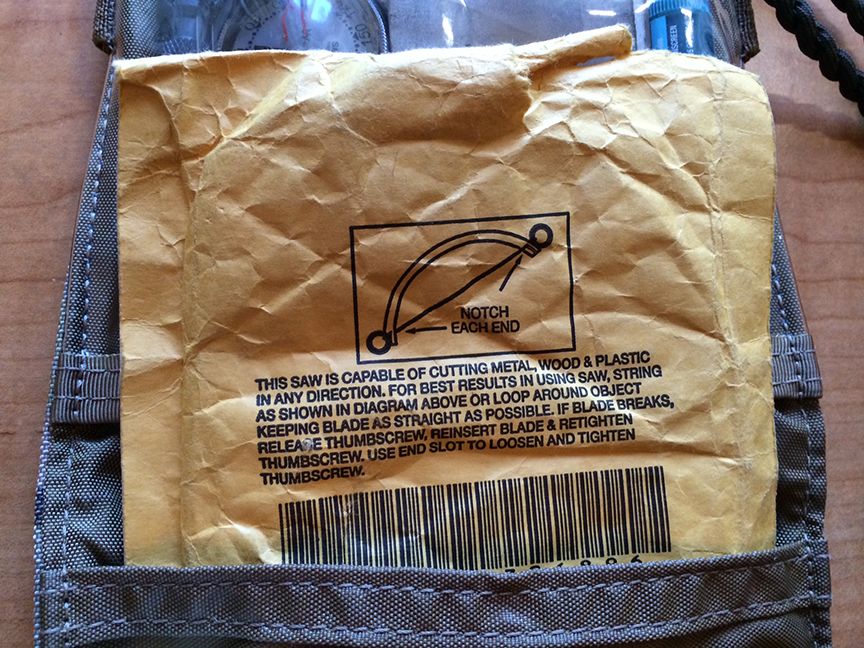 SCREEN
50
NOTCH
EACH END
THIS SAW IS CAPABLE OF CUTTING METAL, WOOD & PLASTIC
IN ANY DIRECTION. FOR BEST RESULTS IN USING SAW, STRING
AS SHOWN IN DIAGRAM ABOVE OR LOOP AROUND OBJECT
KEEPING BLADE AS STRAIGHT AS POSSIBLE. IF BLADE BREAKS,
RELEASE THUMBSCREW, REINSERT BLADE & RETIGHTEN
THUMBSCREW. USE END SLOT TO LOOSEN AND TIGHTEN
THUMBSCREW.